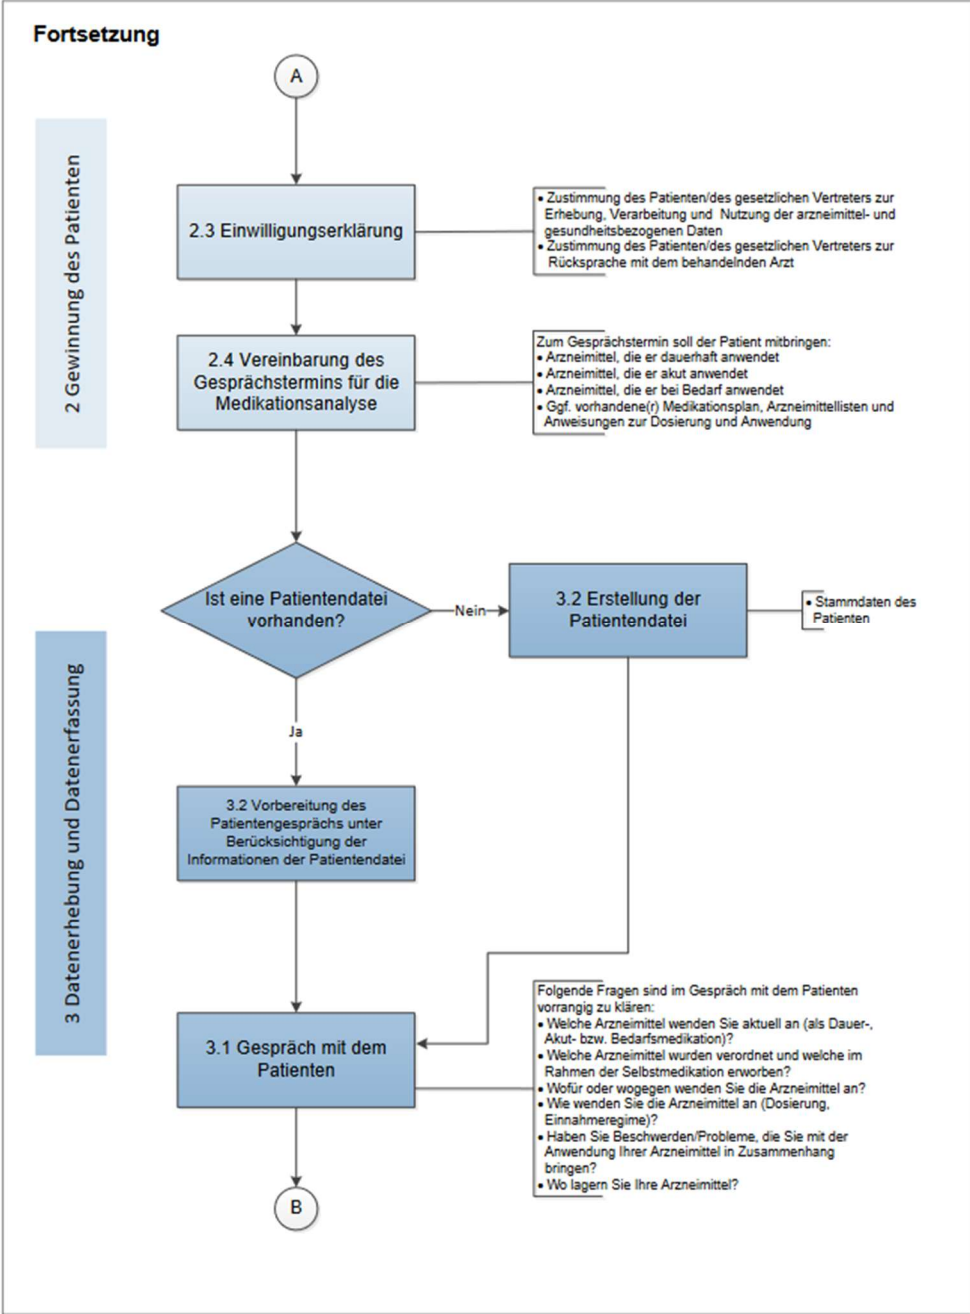 Fortsetzung
A
2 Gewinnung des Patienten
2.3 Einwilligungserklärung
• Zustimmung des Patienten/des gesetzlichen Vertreters zur
Erhebung, Verarbeitung und Nutzung der arzneimittel- und
gesundheitsbezogenen Daten
• Zustimmung des Patienten/des gesetzlichen Vertreters zur
Rücksprache mit dem behandelnden Arzt
2.4 Vereinbarung des
Gesprächstermins für die
Medikationsanalyse
Zum Gesprächstermin soll der Patient mitbringen:
• Arzneimittel, die er dauerhaft anwendet
• Arzneimittel, die er akut anwendet
• Arzneimittel, die er bei Bedarf anwendet
• Ggf. vorhandene(r) Medikationsplan, Arzneimittellisten und
Anweisungen zur Dosierung und Anwendung
3 Datenerhebung und Datenerfassung
Ist eine Patientendatei
vorhanden?
Nein
3.2 Erstellung der
Patientendatei
• Stammdaten des
Patienten
Ja
3.2 Vorbereitung des
Patientengesprächs unter
Berücksichtigung der
Informationen der Patientendatei
3.1 Gespräch mit dem
Patienten
Folgende Fragen sind im Gespräch mit dem Patienten
vorrangig zu klären:
• Welche Arzneimittel wenden Sie aktuell an (als Dauer-,
Akut- bzw. Bedarfsmedikation)?
• Welche Arzneimittel wurden verordnet und welche im
Rahmen der Selbstmedikation erworben?
• Wofür oder wogegen wenden Sie die Arzneimittel an?
• Wie wenden Sie die Arzneimittel an (Dosierung,
Einnahmeregime)?
• Haben Sie Beschwerden/Probleme, die Sie mit der
Anwendung Ihrer Arzneimittel in Zusammenhang
bringen?
• Wo lagern Sie Ihre Arzneimittel?
B